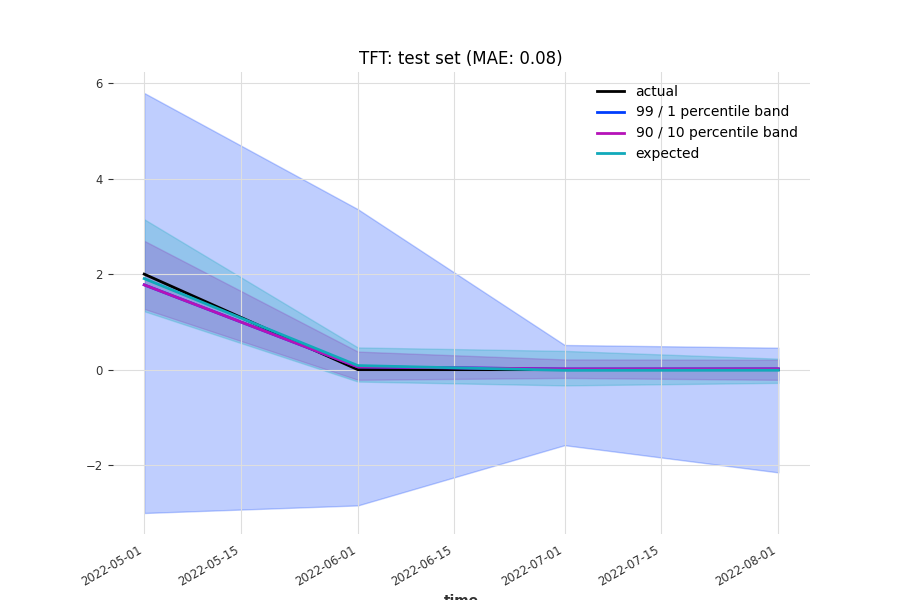 TFT: test set (MAE: 0.08)
actual
99 / 1 percentile band
90 / 10 percentile band
expected
6
4
2
0
−2
2022-05-01
2022-05-15
2022-06-01
2022-06-15
2022-07-01
2022-07-15
2022-08-01
time